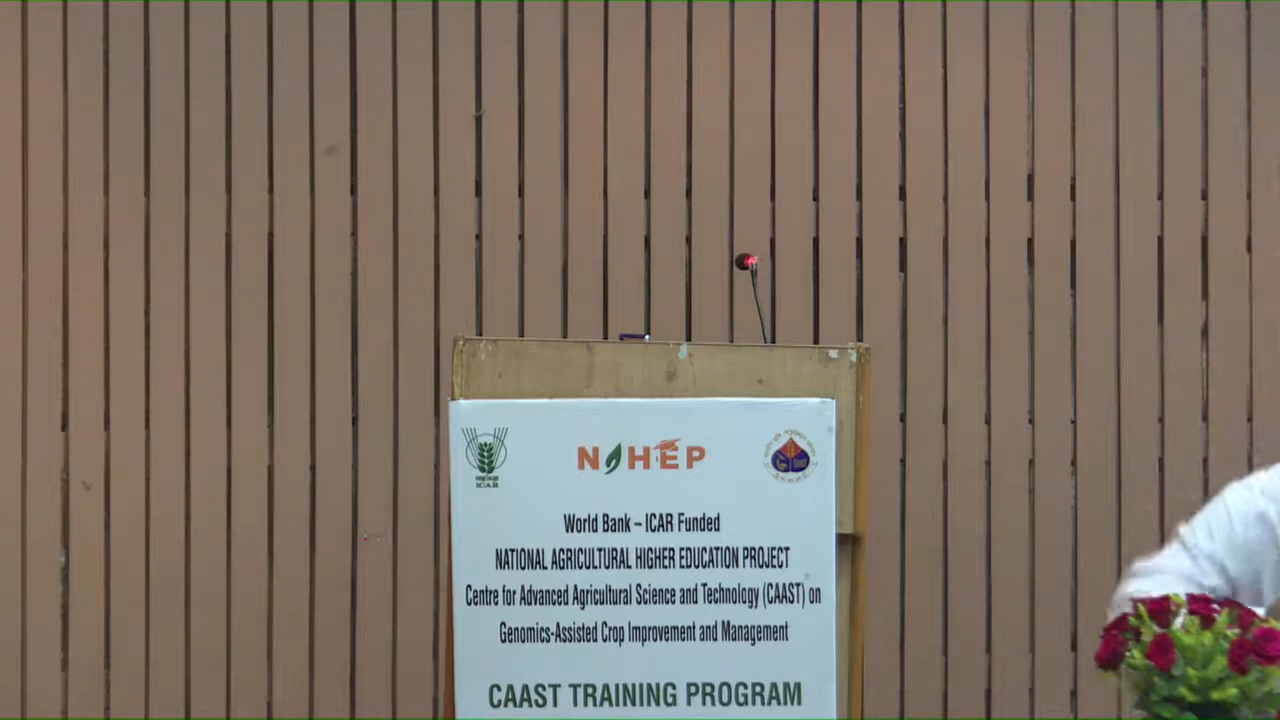 ICAR
NAHEP
World Bank – ICAR Funded
NATIONAL AGRICULTURAL HIGHER EDUCATION PROJECT
Centre for Advanced Agricultural Science and Technology (CAAST) on
Genomics-Assisted Crop Improvement and Management
CAAST TRAINING PROGRAM